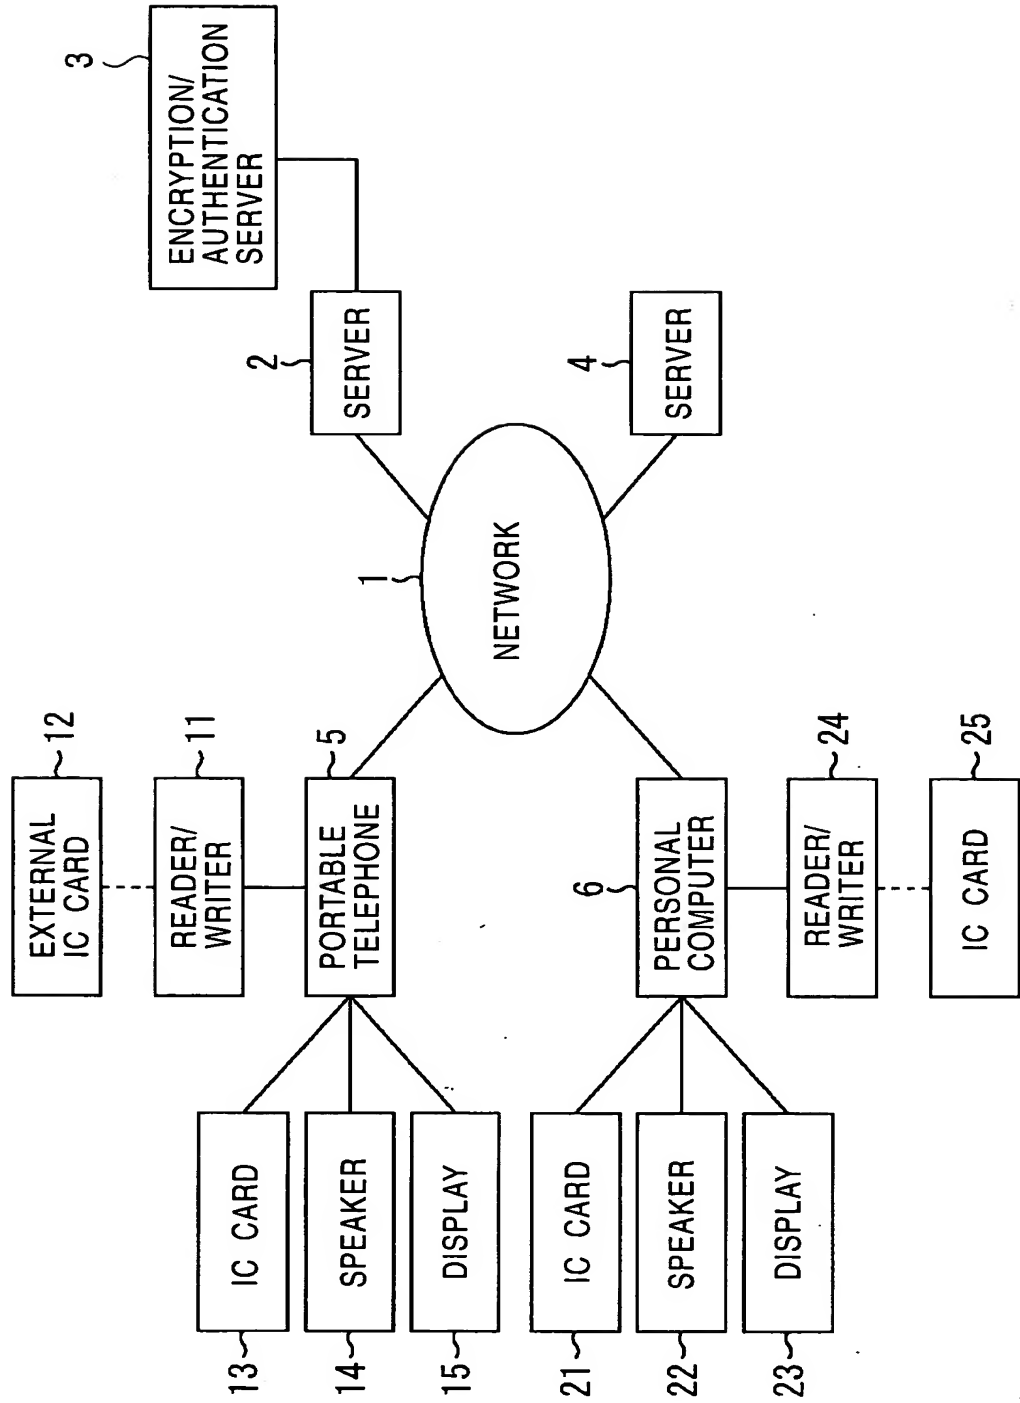 EXTERNAL
IC CARD
12
3
ENCRYPTION/
AUTHENTICATION
SERVER
READER/
WRITER
11
13
IC CARD
14
SPEAKER
PORTABLE
TELEPHONE
5
2
SERVER
15
DISPLAY
1
NETWORK
21
IC CARD
22
SPEAKER
6
PERSONAL
COMPUTER
4
SERVER
23
DISPLAY
READER/
WRITER
24
IC CARD
25